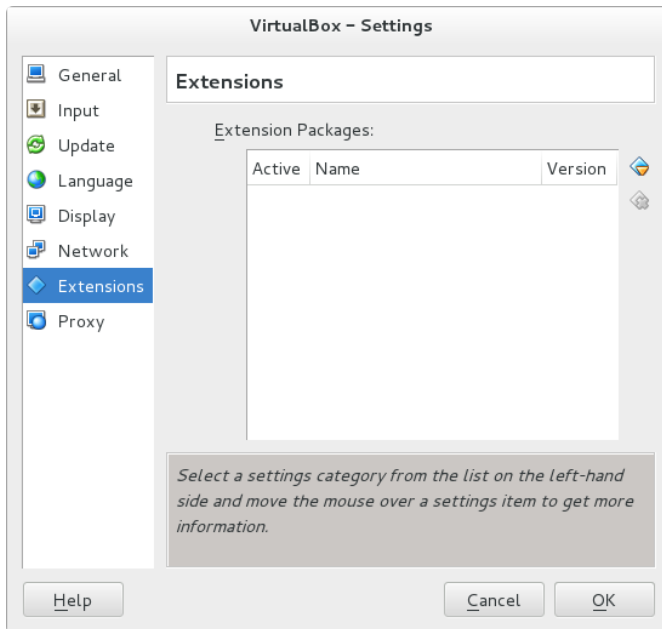 VirtualBox – Settings
General
Input
Update
Language
Display
Network
Extensions
Proxy
Extensions
Extension Packages:
Active Name Version
Select a settings category from the list on the left-hand
side and move the mouse over a settings item to get more
information.
Help Cancel OK